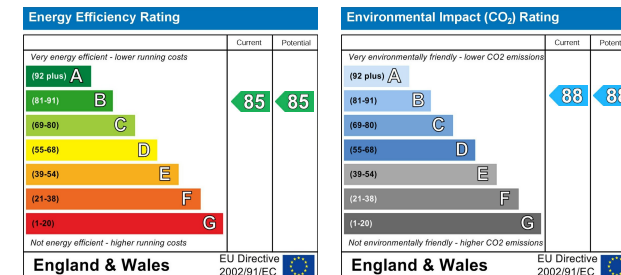 Energy Efficiency Rating
Current Potential
Very energy efficient - lower running costs
(92 plus) A
(81-91) B
85 85
(69-80) C
(55-68) D
(39-54) E
(21-38) F
(1-20) G
Not energy efficient - higher running costs
England & Wales
EU Directive
2002/91/EC
Environmental Impact (CO₂) Rating
Current Potent
Very environmentally friendly - lower CO2 emissions
(92 plus) A
(81-91) B
88 88
(69-80) C
(55-68) D
(39-54) E
(21-38) F
(1-20) G
Not environmentally friendly - higher CO2 emissions
England & Wales
EU Directive
2002/91/EC